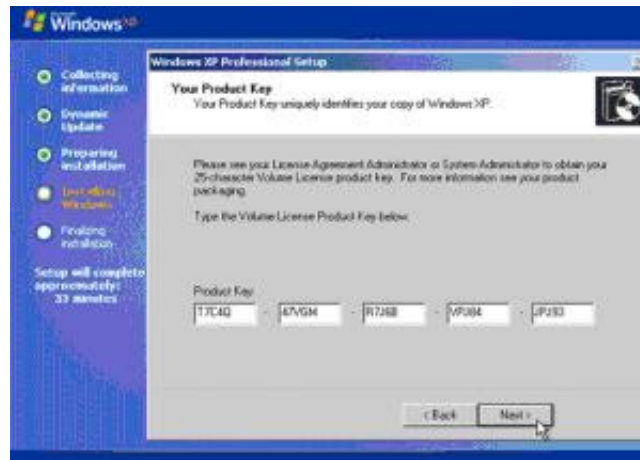 Microsoft
Windows xp
Windows XP Professional Setup
Collecting
information
Dynamic
Update
Preparing
installation
Installing
Windows
Finalizing
installation
Setup will complete
approximately:
33 minutes
Your Product Key
Your Product Key uniquely identifies your copy of Windows XP.
Please see your License Agreement Administrator or System Administrator to obtain your
25-character Volume License product key. For more information see your product
packaging.
Type the Volume License Product Key below:
Product Key:
- - - -
< Back
Next >